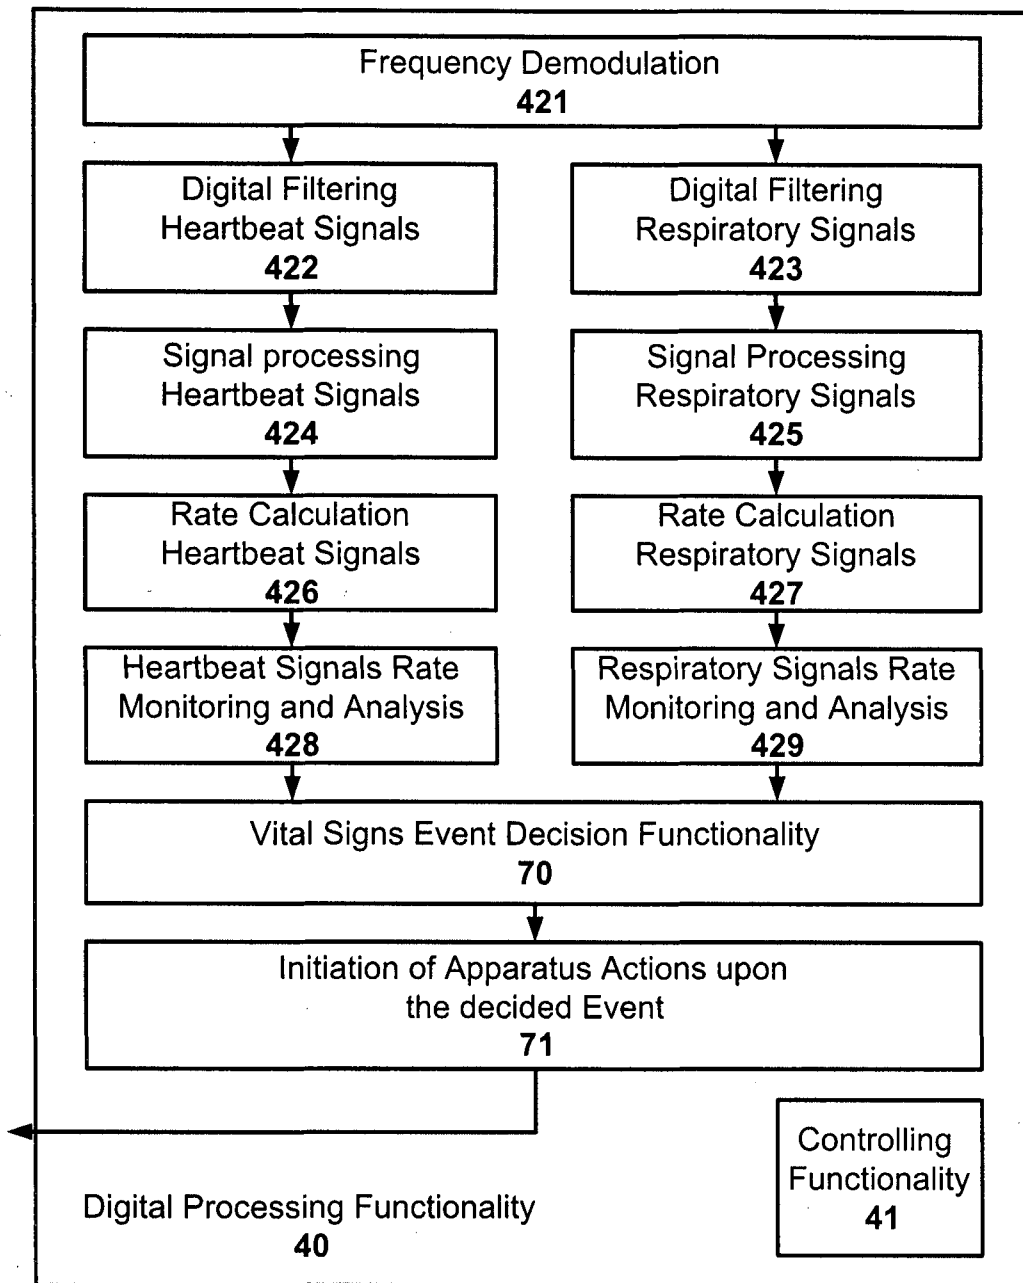 Frequency Demodulation
421
Digital Filtering
Heartbeat Signals
422
Digital Filtering
Respiratory Signals
423
Signal processing
Heartbeat Signals
424
Signal Processing
Respiratory Signals
425
Rate Calculation
Heartbeat Signals
426
Rate Calculation
Respiratory Signals
427
Heartbeat Signals Rate
Monitoring and Analysis
428
Respiratory Signals Rate
Monitoring and Analysis
429
Vital Signs Event Decision Functionality
70
Initiation of Apparatus Actions upon
the decided Event
71
Controlling
Functionality
41
Digital Processing Functionality
40